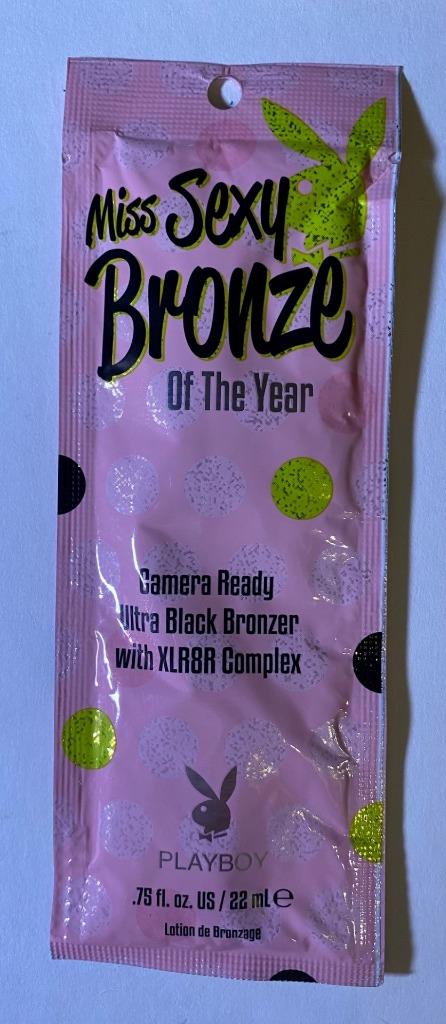 Miss Sexy
Bronze
Of The Year
Camera Ready
Ultra Black Bronzer
with XLR8R Complex
PLAYBOY
.75 fl. oz. US / 22 ml ℮
Lotion de Bronzage